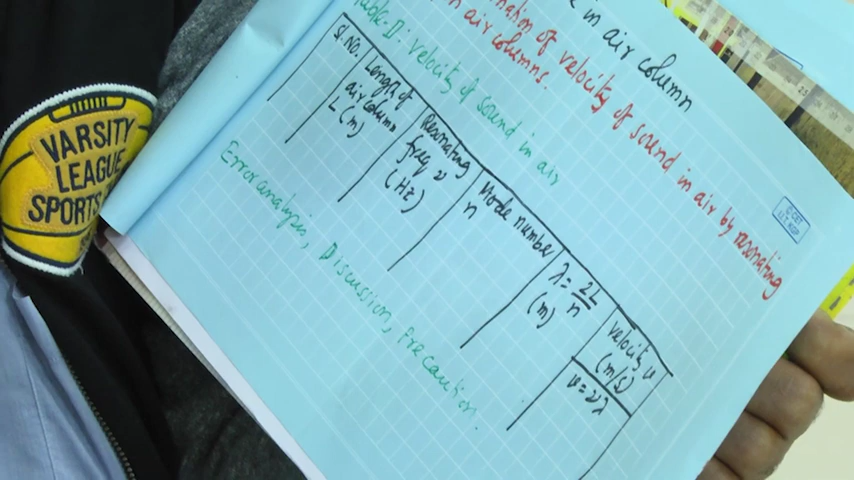 in air column
nation of velocity of sound in air by resonating
n air columns.
Table-II: velocity of sound in air
Sl.No.
Length of
air column
L (m)
Resonating
freq ν
(Hz)
Mode number
n
λ = 2L/n
(m)
velocity v
(m/s)
v = νλ
Error analysis, Discussion, Precaution.
© CET
I.I.T. KGP
VARSITY
LEAGUE
SPORTS